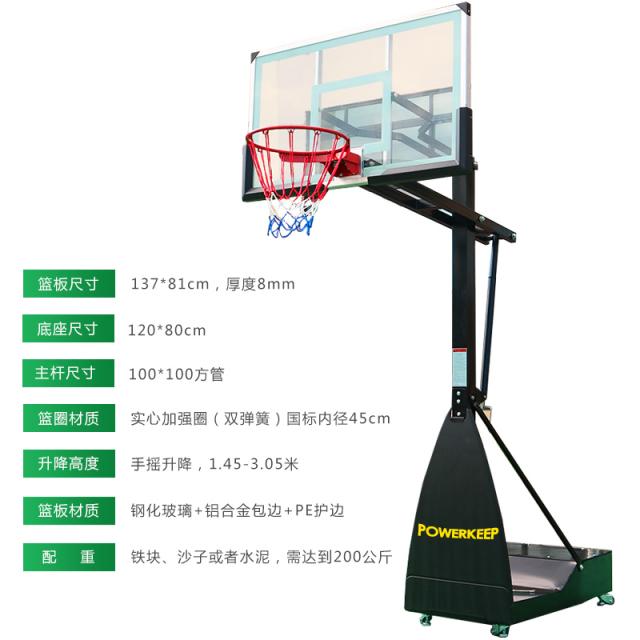 篮板尺寸 137*81cm，厚度8mm
底座尺寸 120*80cm
主杆尺寸 100*100方管
篮圈材质 实心加强圈（双弹簧）国标内径45cm
升降高度 手摇升降，1.45-3.05米
篮板材质 钢化玻璃+铝合金包边+PE护边
配 重 铁块、沙子或者水泥，需达到200公斤
POWERKEEP